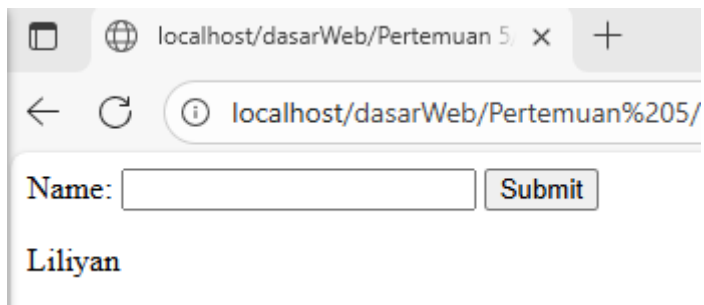 localhost/dasarWeb/Pertemuan 5/
localhost/dasarWeb/Pertemuan%205/
Name: Submit
Liliyan